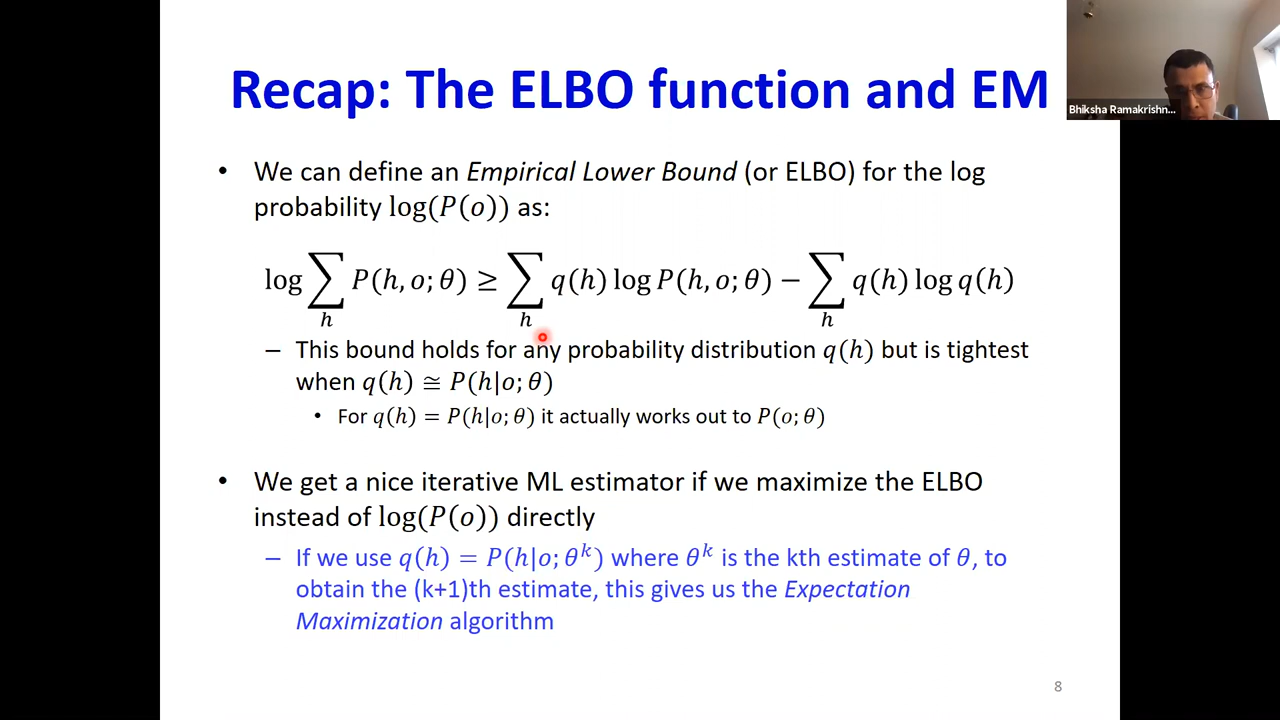 Recap: The ELBO function and EM
Bhiksha Ramakrishn...
• We can define an Empirical Lower Bound (or ELBO) for the log
probability log(P(o)) as:
log ∑_h P(h, o; θ) ≥ ∑_h q(h) log P(h, o; θ) − ∑_h q(h) log q(h)
– This bound holds for any probability distribution q(h) but is tightest
when q(h) ≅ P(h|o; θ)
• For q(h) = P(h|o; θ) it actually works out to P(o; θ)
• We get a nice iterative ML estimator if we maximize the ELBO
instead of log(P(o)) directly
– If we use q(h) = P(h|o; θ^k) where θ^k is the kth estimate of θ, to
obtain the (k+1)th estimate, this gives us the Expectation
Maximization algorithm
8